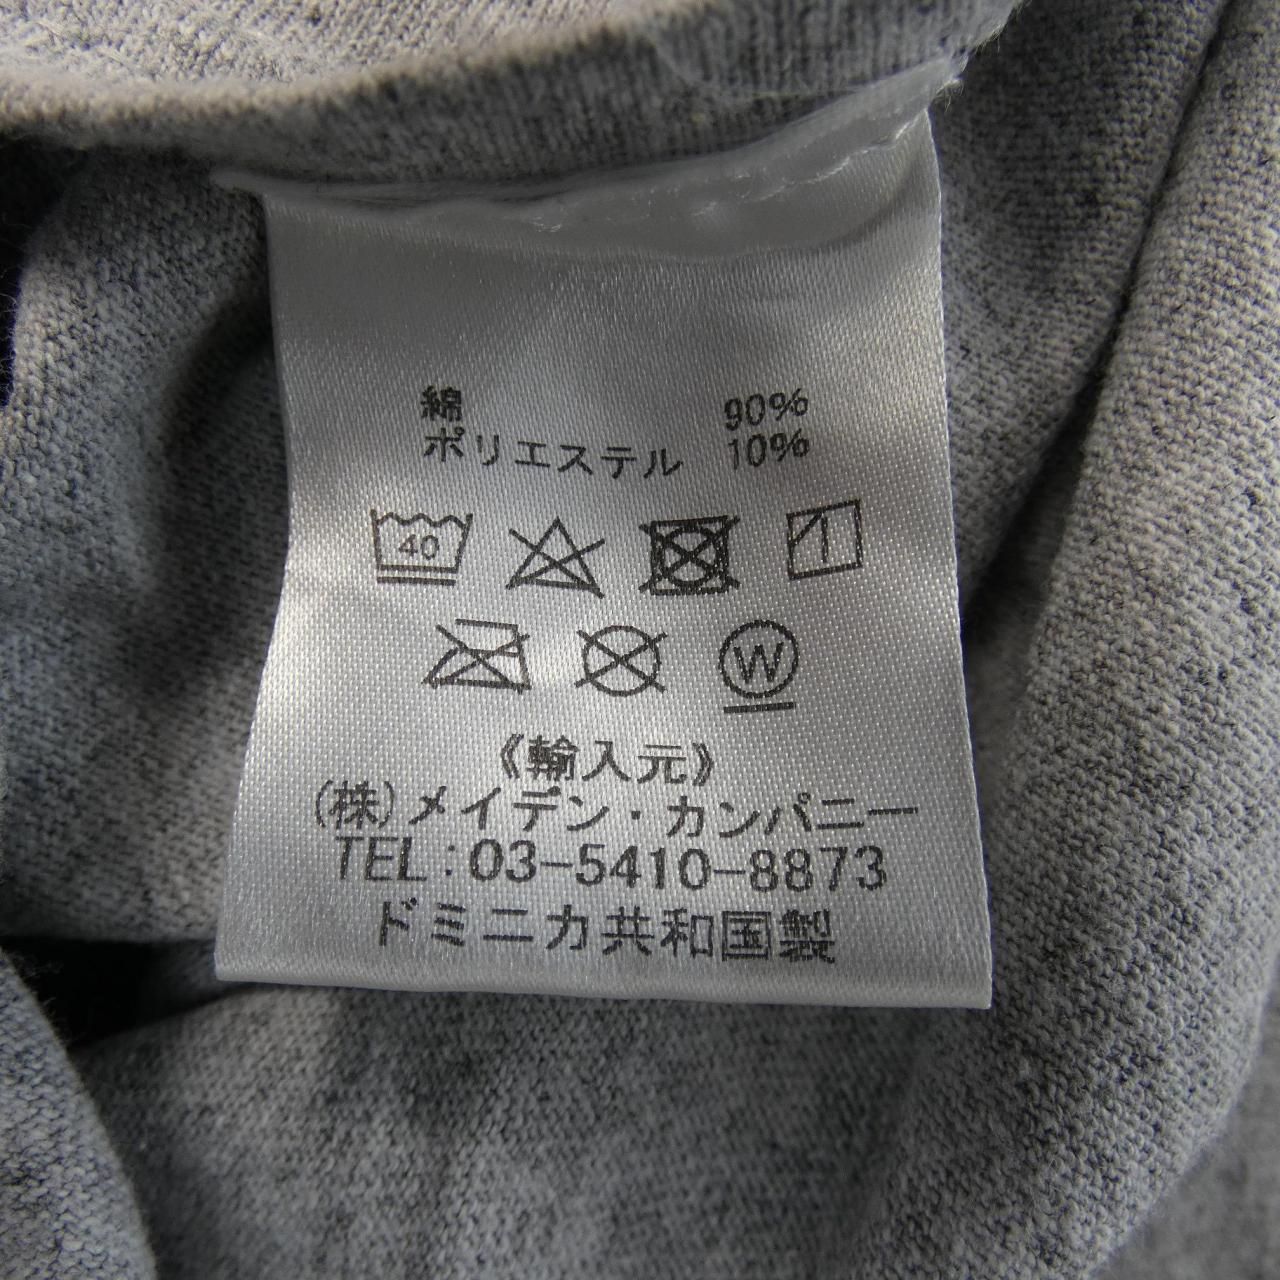 綿 90%
ポリエステル 10%
40
W
《輸入元》
(株)メイデン・カンパニー
TEL:03-5410-8873
ドミニカ共和国製